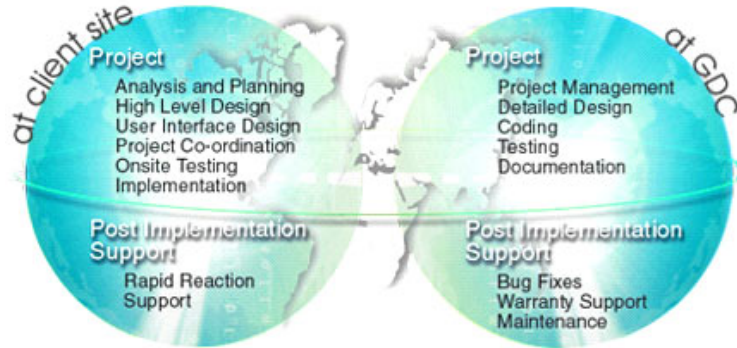 at client site
Project
Analysis and Planning
High Level Design
User Interface Design
Project Co-ordination
Onsite Testing
Implementation
Post Implementation
Support
Rapid Reaction
Support
at GDC
Project
Project Management
Detailed Design
Coding
Testing
Documentation
Post Implementation
Support
Bug Fixes
Warranty Support
Maintenance